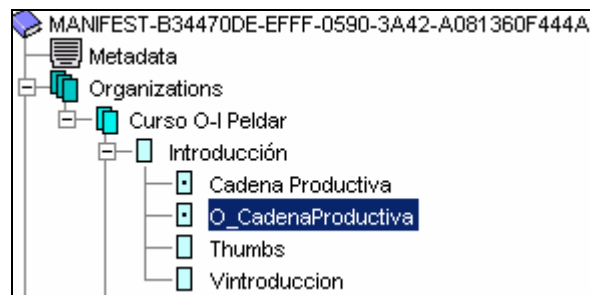 MANIFEST-B34470DE-EFFF-0590-3A42-A081360F444A
Metadata
Organizations
Curso O-I Peldar
Introducción
Cadena Productiva
O_CadenaProductiva
Thumbs
Vintroduccion